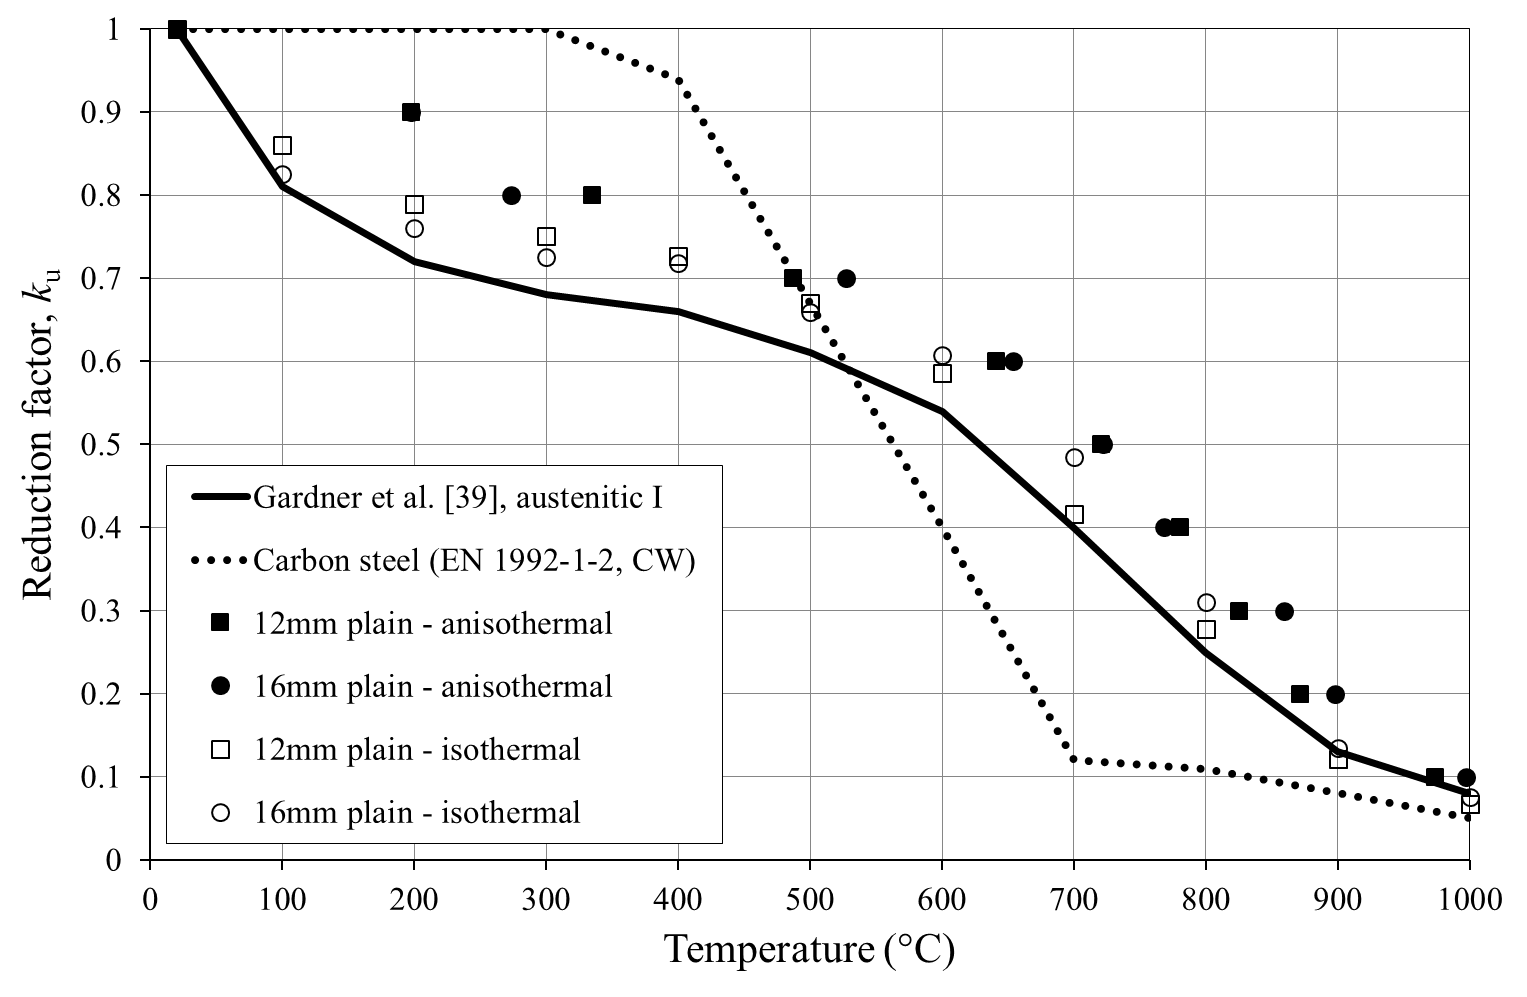 1
0.9
0.8
0.7
0.6
0.5
0.4
0.3
0.2
0.1
0
Reduction factor, ku
Gardner et al. [39], austenitic I
Carbon steel (EN 1992-1-2, CW)
12mm plain - anisothermal
16mm plain - anisothermal
12mm plain - isothermal
16mm plain - isothermal
0 100 200 300 400 500 600 700 800 900 1000
Temperature (°C)